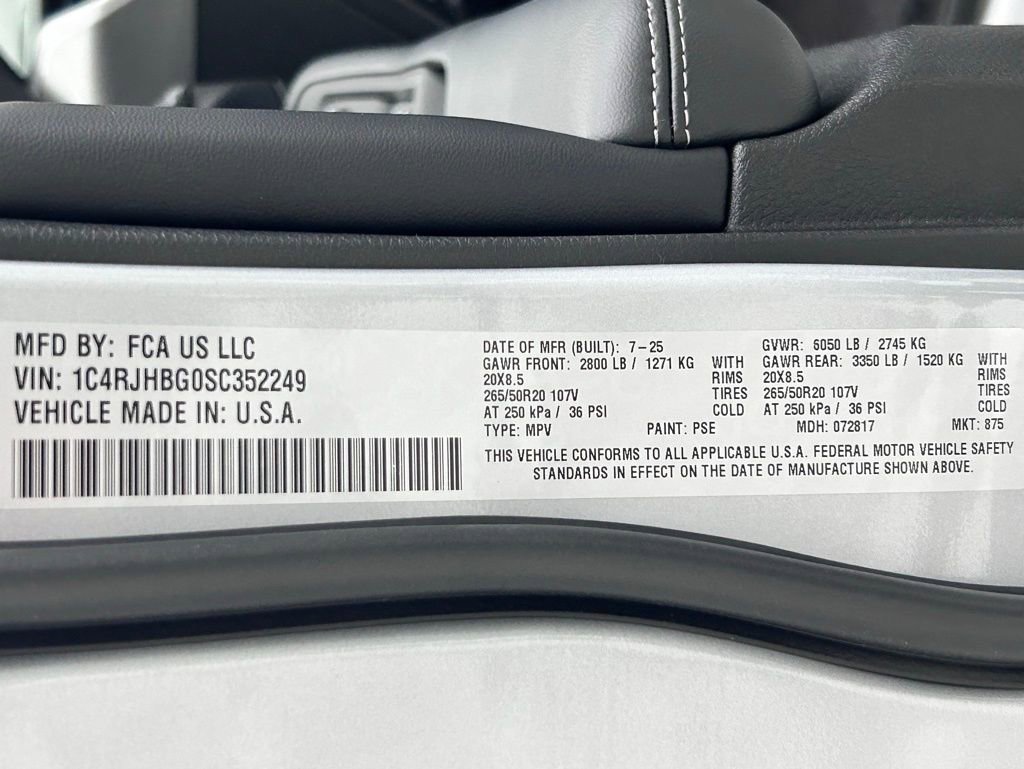 MFD BY: FCA US LLC
VIN: 1C4RJHBG0SC352249
VEHICLE MADE IN: U.S.A.
DATE OF MFR (BUILT): 7-25
GAWR FRONT: 2800 LB / 1271 KG WITH
20X8.5 RIMS
265/50R20 107V TIRES
AT 250 kPa / 36 PSI COLD
TYPE: MPV PAINT: PSE
GVWR: 6050 LB / 2745 KG
GAWR REAR: 3350 LB / 1520 KG WITH
20X8.5 RIMS
265/50R20 107V TIRES
AT 250 kPa / 36 PSI COLD
MDH: 072817 MKT: 875
THIS VEHICLE CONFORMS TO ALL APPLICABLE U.S.A. FEDERAL MOTOR VEHICLE SAFETY
STANDARDS IN EFFECT ON THE DATE OF MANUFACTURE SHOWN ABOVE.